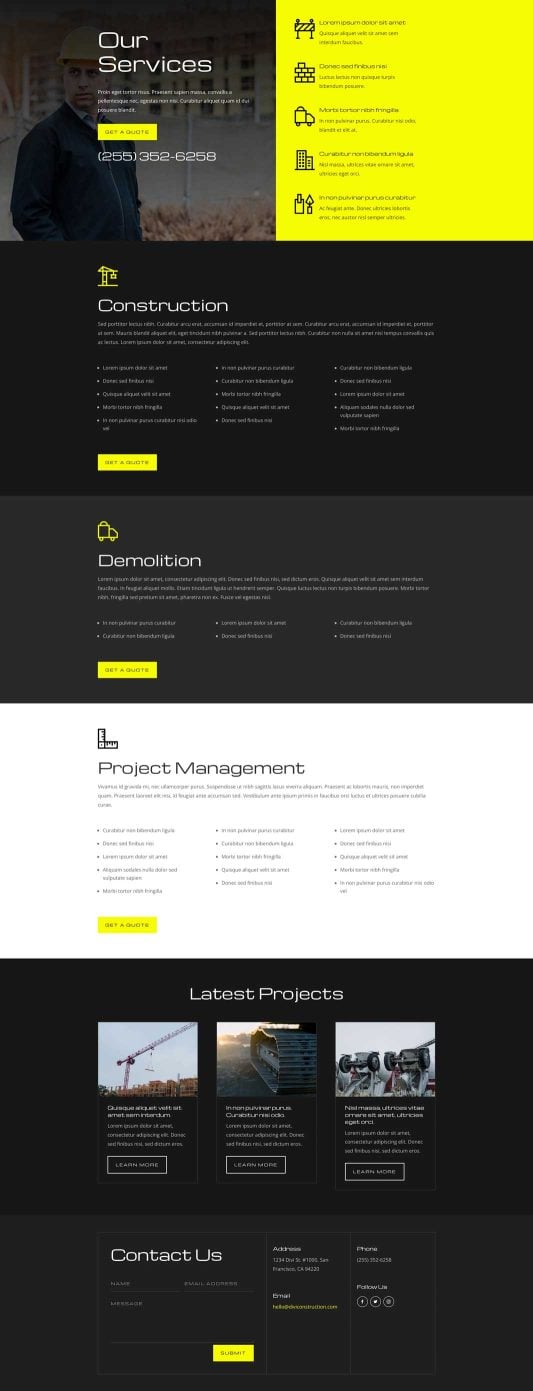 Our
Services
Proin eget tortor risus. Praesent sapien massa, convallis a
pellentesque nec, egestas non nisi. Curabitur aliquet quam id dui
posuere blandit.
GET A QUOTE
(255) 352-6258
Lorem ipsum dolor sit amet
Quisque aliquet velit sit amet sem
interdum faucibus.
Donec sed finibus nisi
Luctus lectus non quisque turpis
bibendum posuere.
Morbi tortor nibh fringilla
In non pulvinar purus. Curabitur nisi odio,
blandit et elit at.
Curabitur non bibendum ligula
Nisl massa, ultrices vitae ornare sit amet,
ultricies eget orci.
In non pulvinar purus curabitur
Ac feugiat ante. Donec ultricies lobortis
eros, nec auctor nisl semper ultricies.
Construction
Sed porttitor lectus nibh. Curabitur arcu erat, accumsan id imperdiet et, porttitor at sem. Curabitur arcu erat, accumsan id imperdiet et, porttitor
ut sem. Mauris blandit aliquet elit, eget tincidunt nibh pulvinar a. Sed porttitor lectus nibh. Curabitur non nulla sit amet nisl tempus convallis quis
ac lectus. Lorem ipsum dolor sit amet, consectetur adipiscing elit.
Lorem ipsum dolor sit amet
Donec sed finibus nisi
Quisque aliquet velit sit amet
Morbi tortor nibh fringilla
In non pulvinar purus curabitur nisi odio
vel
In non pulvinar purus curabitur
Curabitur non bibendum ligula
Morbi tortor nibh fringilla
Quisque aliquet velit sit amet
Donec sed finibus nisi
Curabitur non bibendum ligula
Donec sed finibus nisi
Lorem ipsum dolor sit amet
Aliquam sodales nulla dolor sed
vulputate sapien
Morbi tortor nibh fringilla
GET A QUOTE
Demolition
Lorem ipsum dolor sit amet, consectetur adipiscing elit. Donec sed finibus nisi, sed dictum eros. Quisque aliquet velit sit amet sem interdum
faucibus. In feugiat aliquet mollis. Etiam tincidunt ligula ut hendrerit semper. Quisque luctus lectus non turpis bibendum posuere. Morbi tortor
nibh, fringilla sed pretium sit amet, pharetra non ex. Fusce vel egestas nisl.
In non pulvinar purus curabitur
Curabitur non bibendum ligula
Lorem ipsum dolor sit amet
Donec sed finibus nisi
Curabitur non bibendum ligula
Donec sed finibus nisi
GET A QUOTE
Project Management
Vivamus id gravida mi, nec ullamcorper purus. Suspendisse ut nibh sagittis lacus viverra aliquam. Praesent ac lobortis mauris, non imperdiet
quam. Praesent laoreet elit nisi, id feugiat ante accumsan sed. Vestibulum ante ipsum primis in faucibus orci luctus et ultrices posuere cubilia
curae.
Curabitur non bibendum ligula
Donec sed finibus nisi
Lorem ipsum dolor sit amet
Aliquam sodales nulla dolor sed
vulputate sapien
Morbi tortor nibh fringilla
In non pulvinar purus curabitur
Curabitur non bibendum ligula
Morbi tortor nibh fringilla
Quisque aliquet velit sit amet
Donec sed finibus nisi
Lorem ipsum dolor sit amet
Donec sed finibus nisi
Quisque aliquet velit sit amet
Morbi tortor nibh fringilla
In non pulvinar purus curabitur nisi odio
vel
GET A QUOTE
Latest Projects
Quisque aliquet velit sit
amet sem interdum
Lorem ipsum dolor sit amet,
consectetur adipiscing elit. Donec
sed finibus nisi, sed dictum eros.
LEARN MORE
In non pulvinar purus.
Curabitur nisi odio.
Lorem ipsum dolor sit amet,
consectetur adipiscing elit. Donec
sed finibus nisi, sed dictum eros.
LEARN MORE
Nisl massa, ultrices vitae
ornare sit amet, ultricies
eget orci.
Lorem ipsum dolor sit amet,
consectetur adipiscing elit. Donec
sed finibus nisi, sed dictum eros.
LEARN MORE
Contact Us
NAME
EMAIL ADDRESS
MESSAGE
SUBMIT
Address
1234 Divi St. #1000, San
Francisco, CA 94220
Email
hello@diviconstruction.com
Phone
(255) 352-6258
Follow Us